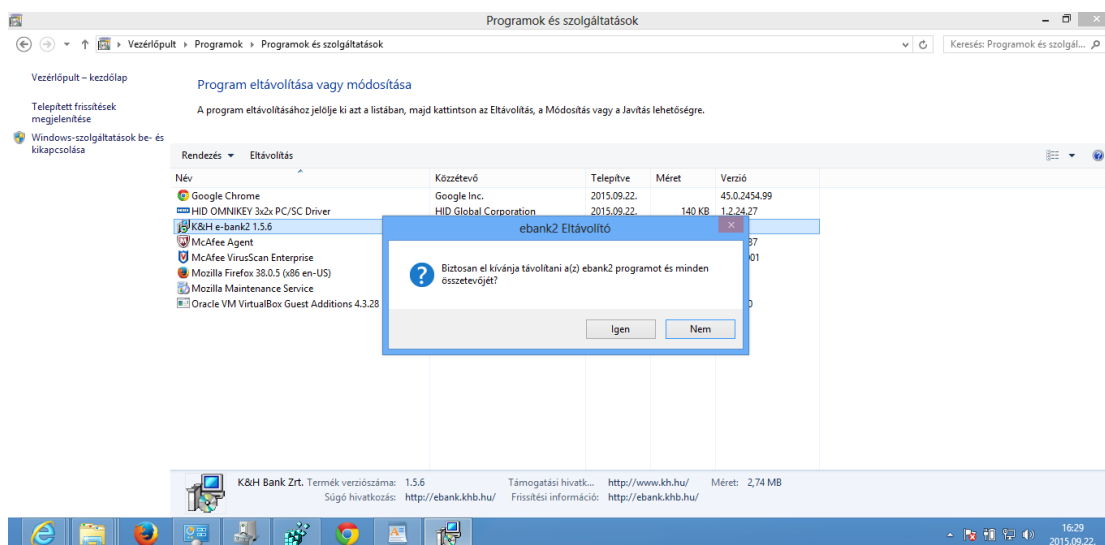 Programok és szolgáltatások
Vezérlőpult ▸ Programok ▸ Programok és szolgáltatások
Keresés: Programok és szolgál...
Vezérlőpult – kezdőlap
Telepített frissítések
megjelenítése
Windows-szolgáltatások be- és
kikapcsolása
Program eltávolítása vagy módosítása
A program eltávolításához jelölje ki azt a listában, majd kattintson az Eltávolítás, a Módosítás vagy a Javítás lehetőségre.
Rendezés Eltávolítás
Név Közzétevő Telepítve Méret Verzió
Google Chrome Google Inc. 2015.09.22. 45.0.2454.99
HID OMNIKEY 3x2x PC/SC Driver HID Global Corporation 2015.09.22. 140 KB 1.2.24.27
K&H e-bank2 1.5.6
McAfee Agent 87
McAfee VirusScan Enterprise 01
Mozilla Firefox 38.0.5 (x86 en-US)
Mozilla Maintenance Service
Oracle VM VirtualBox Guest Additions 4.3.28
ebank2 Eltávolító
Biztosan el kívánja távolítani a(z) ebank2 programot és minden
összetevőjét?
Igen Nem
K&H Bank Zrt. Termék verziószáma: 1.5.6 Támogatási hivatk... http://www.kh.hu/ Méret: 2,74 MB
Súgó hivatkozás: http://ebank.khb.hu/ Frissítési információ: http://ebank.khb.hu/
16:29
2015.09.22.